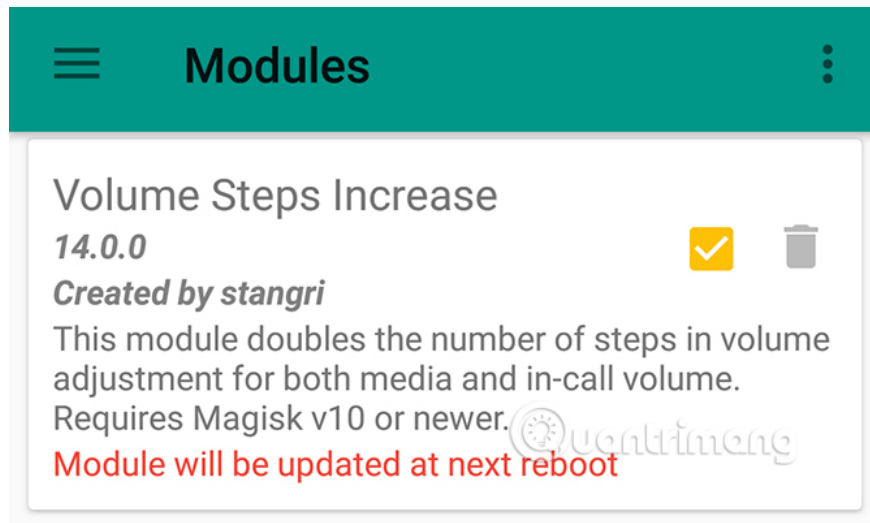 Modules
Volume Steps Increase
14.0.0
Created by stangri
This module doubles the number of steps in volume
adjustment for both media and in-call volume.
Requires Magisk v10 or newer.
Quantrimang
Module will be updated at next reboot